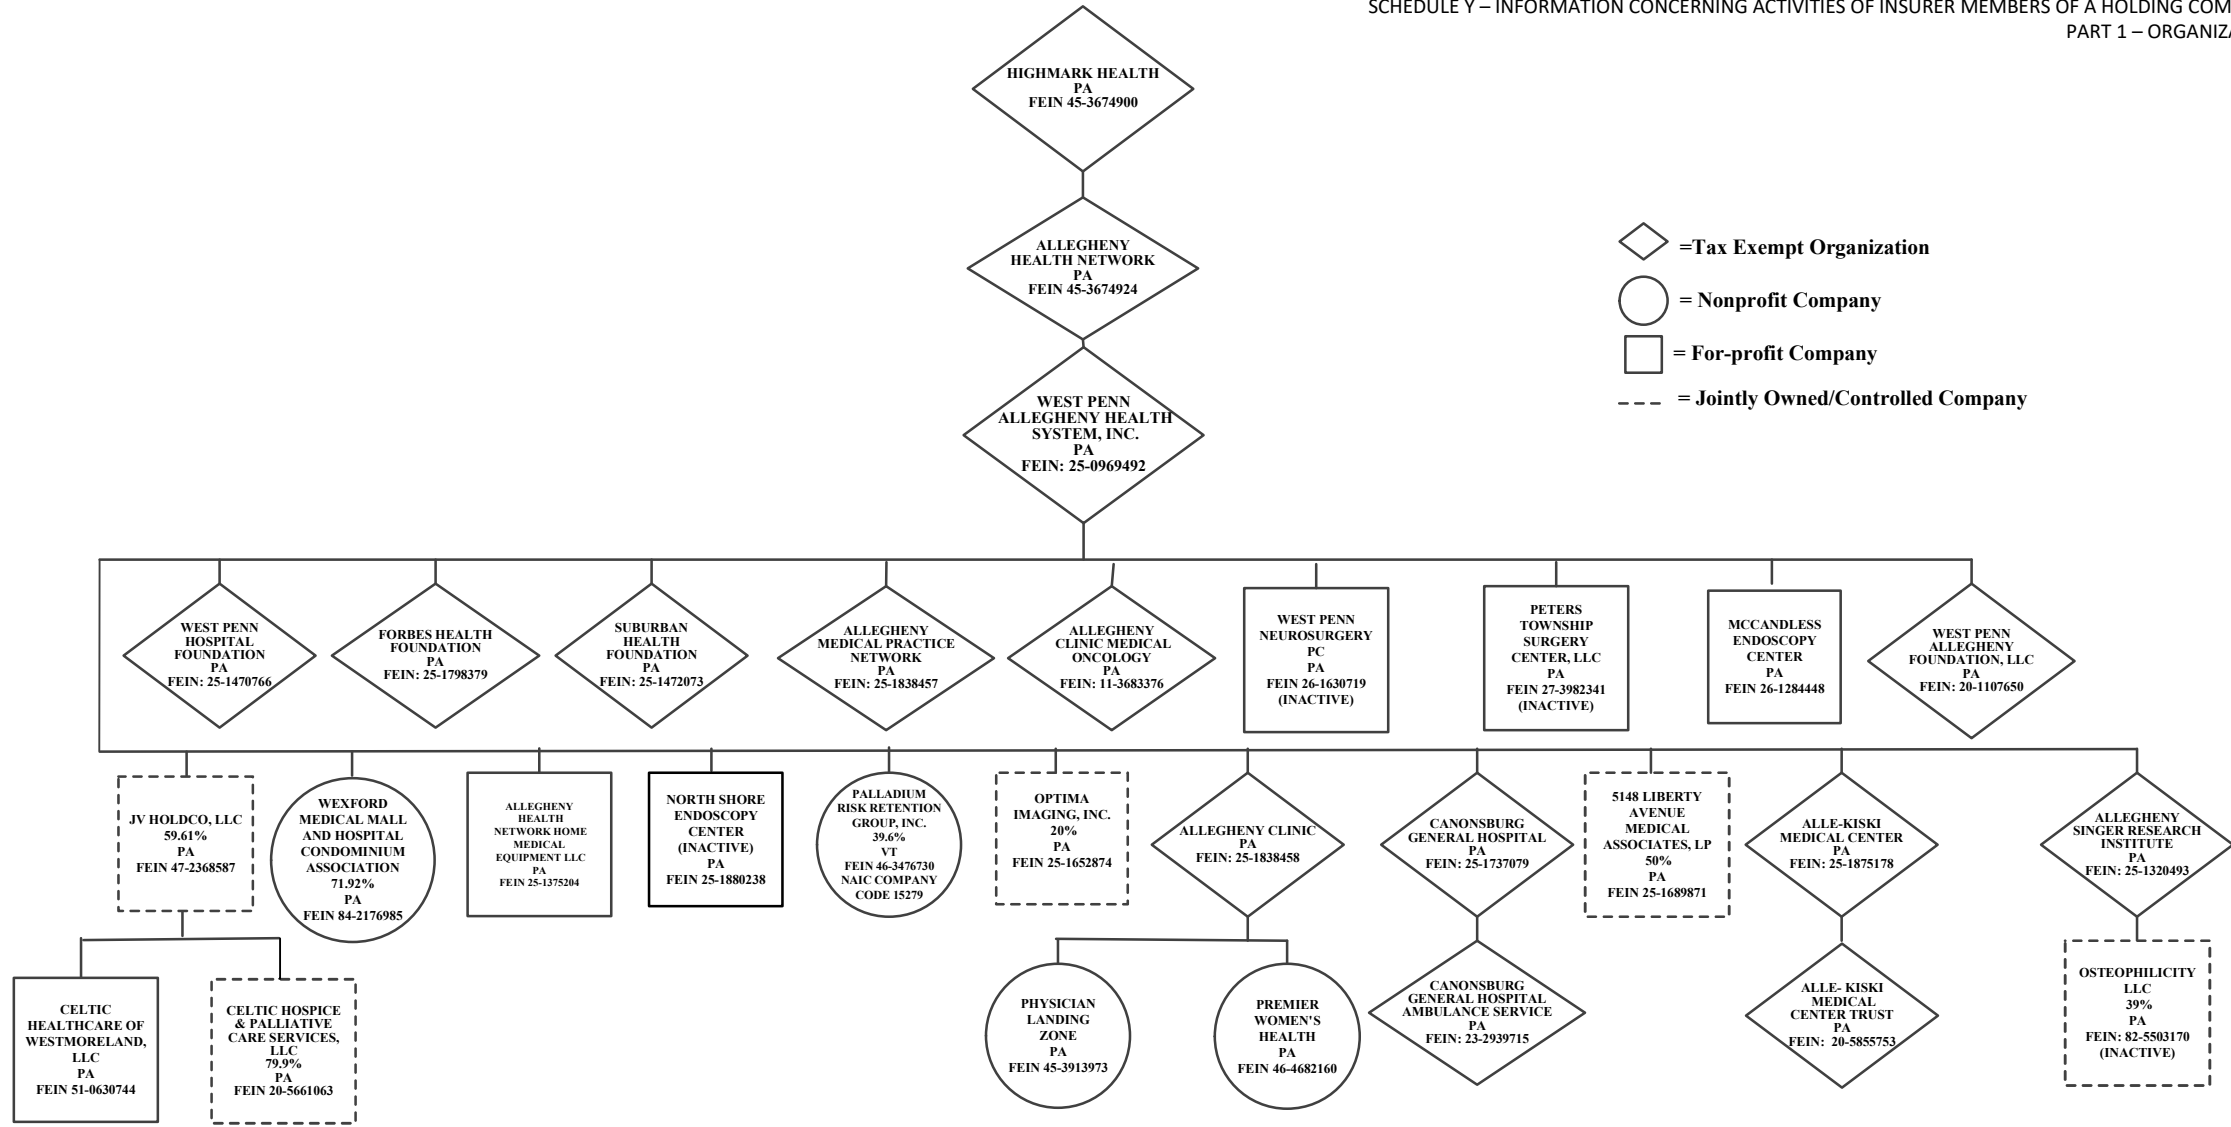 SCHEDULE Y – INFORMATION CONCERNING ACTIVITIES OF INSURER MEMBERS OF A HOLDING COM
PART 1 – ORGANIZA
HIGHMARK HEALTH
PA
FEIN 45-3674900
ALLEGHENY
HEALTH NETWORK
PA
FEIN 45-3674924
WEST PENN
ALLEGHENY HEALTH
SYSTEM, INC.
PA
FEIN: 25-0969492
=Tax Exempt Organization
= Nonprofit Company
= For-profit Company
= Jointly Owned/Controlled Company
WEST PENN
HOSPITAL
FOUNDATION
PA
FEIN: 25-1470766
FORBES HEALTH
FOUNDATION
PA
FEIN: 25-1798379
SUBURBAN
HEALTH
FOUNDATION
PA
FEIN: 25-1472073
ALLEGHENY
MEDICAL PRACTICE
NETWORK
PA
FEIN: 25-1838457
ALLEGHENY
CLINIC MEDICAL
ONCOLOGY
PA
FEIN: 11-3683376
WEST PENN
NEUROSURGERY
PC
PA
FEIN 26-1630719
(INACTIVE)
PETERS
TOWNSHIP
SURGERY
CENTER, LLC
PA
FEIN 27-3982341
(INACTIVE)
MCCANDLESS
ENDOSCOPY
CENTER
PA
FEIN 26-1284448
WEST PENN
ALLEGHENY
FOUNDATION, LLC
PA
FEIN: 20-1107650
JV HOLDCO, LLC
59.61%
PA
FEIN 47-2368587
WEXFORD
MEDICAL MALL
AND HOSPITAL
CONDOMINIUM
ASSOCIATION
71.92%
PA
FEIN 84-2176985
ALLEGHENY
HEALTH
NETWORK HOME
MEDICAL
EQUIPMENT LLC
PA
FEIN 25-1375204
NORTH SHORE
ENDOSCOPY
CENTER
(INACTIVE)
PA
FEIN 25-1880238
PALLADIUM
RISK RETENTION
GROUP, INC.
39.6%
VT
FEIN 46-3476730
NAIC COMPANY
CODE 15279
OPTIMA
IMAGING, INC.
20%
PA
FEIN 25-1652874
ALLEGHENY CLINIC
PA
FEIN: 25-1838458
CANONSBURG
GENERAL HOSPITAL
PA
FEIN: 25-1737079
5148 LIBERTY
AVENUE
MEDICAL
ASSOCIATES, LP
50%
PA
FEIN 25-1689871
ALLE-KISKI
MEDICAL CENTER
PA
FEIN: 25-1875178
ALLEGHENY
SINGER RESEARCH
INSTITUTE
PA
FEIN: 25-1320493
CELTIC
HEALTHCARE OF
WESTMORELAND,
LLC
PA
FEIN 51-0630744
CELTIC HOSPICE
& PALLIATIVE
CARE SERVICES,
LLC
79.9%
PA
FEIN 20-5661063
PHYSICIAN
LANDING
ZONE
PA
FEIN 45-3913973
PREMIER
WOMEN'S
HEALTH
PA
FEIN 46-4682160
CANONSBURG
GENERAL HOSPITAL
AMBULANCE SERVICE
PA
FEIN: 23-2939715
ALLE- KISKI
MEDICAL
CENTER TRUST
PA
FEIN: 20-5855753
OSTEOPHILICITY
LLC
39%
PA
FEIN: 82-5503170
(INACTIVE)